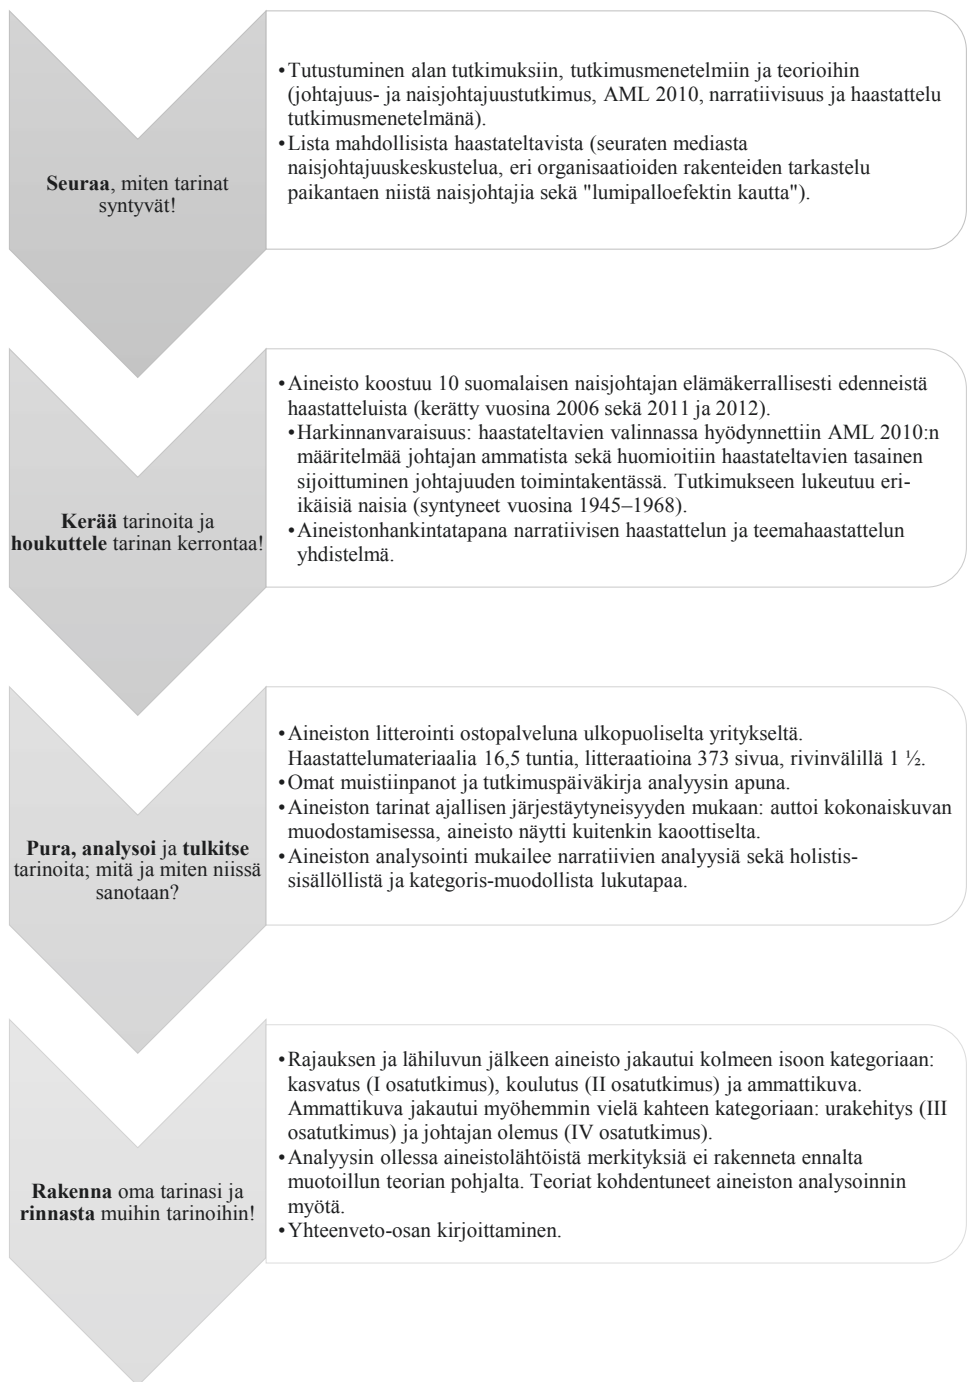 Seuraa, miten tarinat
syntyvät!
•Tutustuminen alan tutkimuksiin, tutkimusmenetelmiin ja teorioihin
(johtajuus- ja naisjohtajuustutkimus, AML 2010, narratiivisuus ja haastattelu
tutkimusmenetelmänä).
•Lista mahdollisista haastateltavista (seuraten mediasta
naisjohtajuuskeskustelua, eri organisaatioiden rakenteiden tarkastelu
paikantaen niistä naisjohtajia sekä "lumipalloefektin kautta").
Kerää tarinoita ja
houkuttele tarinan kerrontaa!
•Aineisto koostuu 10 suomalaisen naisjohtajan elämäkerrallisesti edenneistä
haastatteluista (kerätty vuosina 2006 sekä 2011 ja 2012).
•Harkinnanvaraisuus: haastateltavien valinnassa hyödynnettiin AML 2010:n
määritelmää johtajan ammatista sekä huomioitiin haastateltavien tasainen
sijoittuminen johtajuuden toimintakentässä. Tutkimukseen lukeutuu eri-
ikäisiä naisia (syntyneet vuosina 1945–1968).
•Aineistonhankintatapana narratiivisen haastattelun ja teemahaastattelun
yhdistelmä.
Pura, analysoi ja tulkitse
tarinoita; mitä ja miten niissä
sanotaan?
•Aineiston litterointi ostopalveluna ulkopuoliselta yritykseltä.
Haastattelumateriaalia 16,5 tuntia, litteraatioina 373 sivua, rivinvälillä 1 ½.
•Omat muistiinpanot ja tutkimuspäiväkirja analyysin apuna.
•Aineiston tarinat ajallisen järjestäytyneisyyden mukaan: auttoi kokonaiskuvan
muodostamisessa, aineisto näytti kuitenkin kaoottiselta.
•Aineiston analysointi mukailee narratiivien analyysiä sekä holistis-
sisällöllistä ja kategoris-muodollista lukutapaa.
Rakenna oma tarinasi ja
rinnasta muihin tarinoihin!
•Rajauksen ja lähiluvun jälkeen aineisto jakautui kolmeen isoon kategoriaan:
kasvatus (I osatutkimus), koulutus (II osatutkimus) ja ammattikuva.
Ammattikuva jakautui myöhemmin vielä kahteen kategoriaan: urakehitys (III
osatutkimus) ja johtajan olemus (IV osatutkimus).
•Analyysin ollessa aineistolähtöistä merkityksiä ei rakenneta ennalta
muotoillun teorian pohjalta. Teoriat kohdentuneet aineiston analysoinnin
myötä.
•Yhteenveto-osan kirjoittaminen.